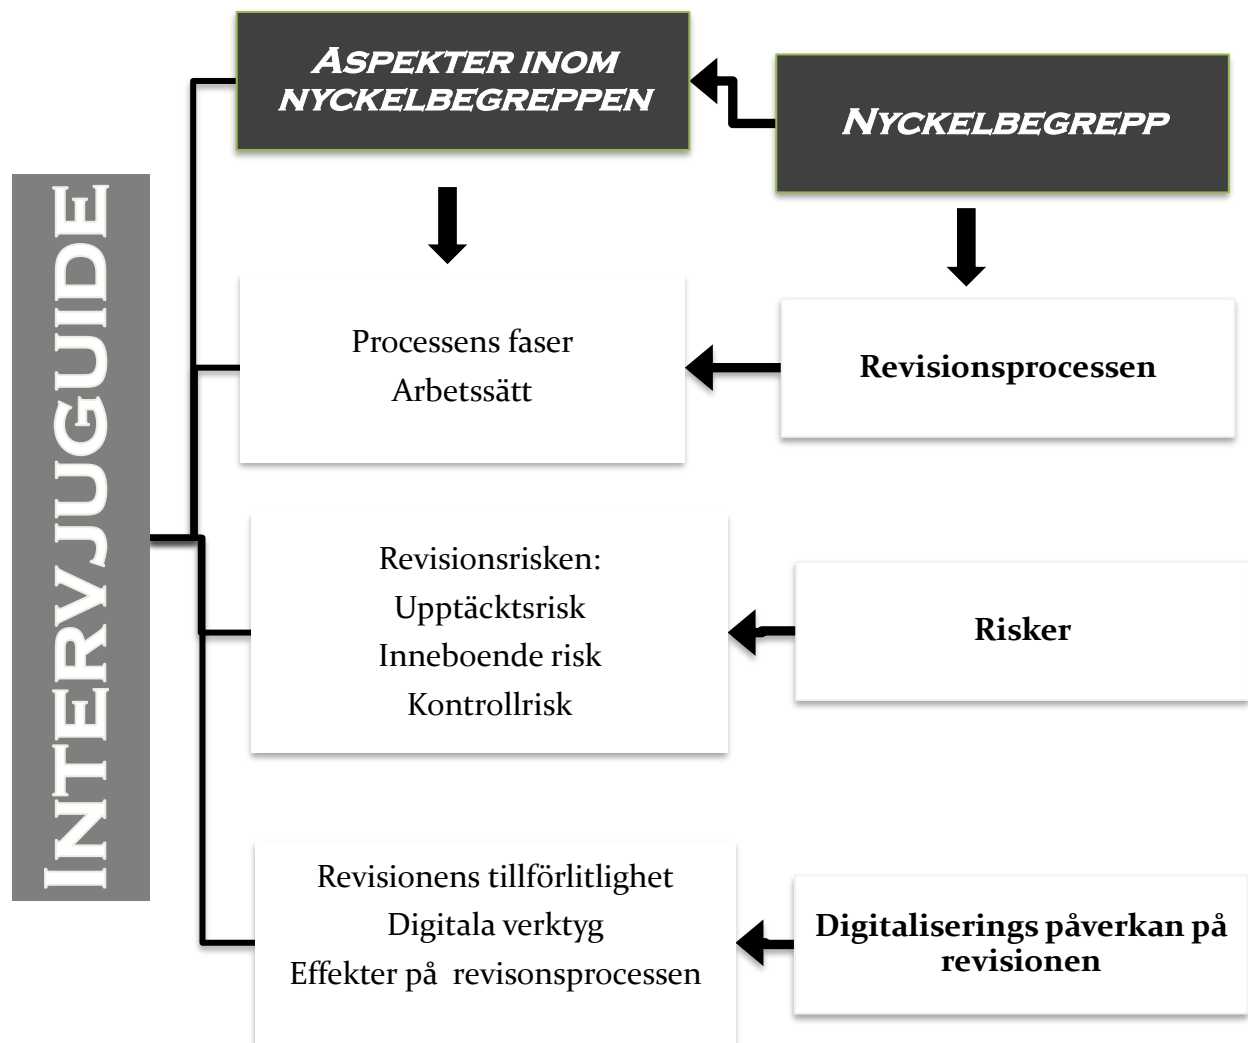 INTERVJUGUIDE
ASPEKTER INOM
NYCKELBEGREPPEN
NYCKELBEGREPP
Processens faser
Arbetssätt
Revisionsprocessen
Revisionsrisken:
Upptäcktsrisk
Inneboende risk
Kontrollrisk
Risker
Revisionens tillförlitlighet
Digitala verktyg
Effekter på revisonsprocessen
Digitaliserings påverkan på
revisionen